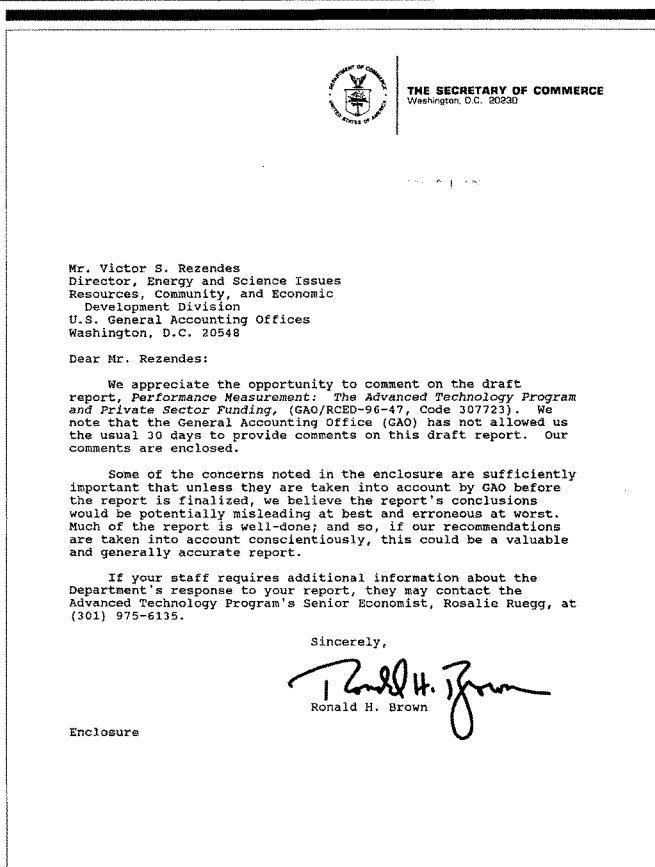 DEPARTMENT OF COMMERCE
UNITED STATES OF AMERICA
THE SECRETARY OF COMMERCE
Washington, D.C. 20230
Mr. Victor S. Rezendes
Director, Energy and Science Issues
Resources, Community, and Economic
Development Division
U.S. General Accounting Offices
Washington, D.C. 20548
Dear Mr. Rezendes:
We appreciate the opportunity to comment on the draft
report, Performance Measurement: The Advanced Technology Program
and Private Sector Funding, (GAO/RCED-96-47, Code 307723). We
note that the General Accounting Office (GAO) has not allowed us
the usual 30 days to provide comments on this draft report. Our
comments are enclosed.
Some of the concerns noted in the enclosure are sufficiently
important that unless they are taken into account by GAO before
the report is finalized, we believe the report's conclusions
would be potentially misleading at best and erroneous at worst.
Much of the report is well-done; and so, if our recommendations
are taken into account conscientiously, this could be a valuable
and generally accurate report.
If your staff requires additional information about the
Department's response to your report, they may contact the
Advanced Technology Program's Senior Economist, Rosalie Ruegg, at
(301) 975-6135.
Sincerely,
Ronald H. Brown
Ronald H. Brown
Enclosure